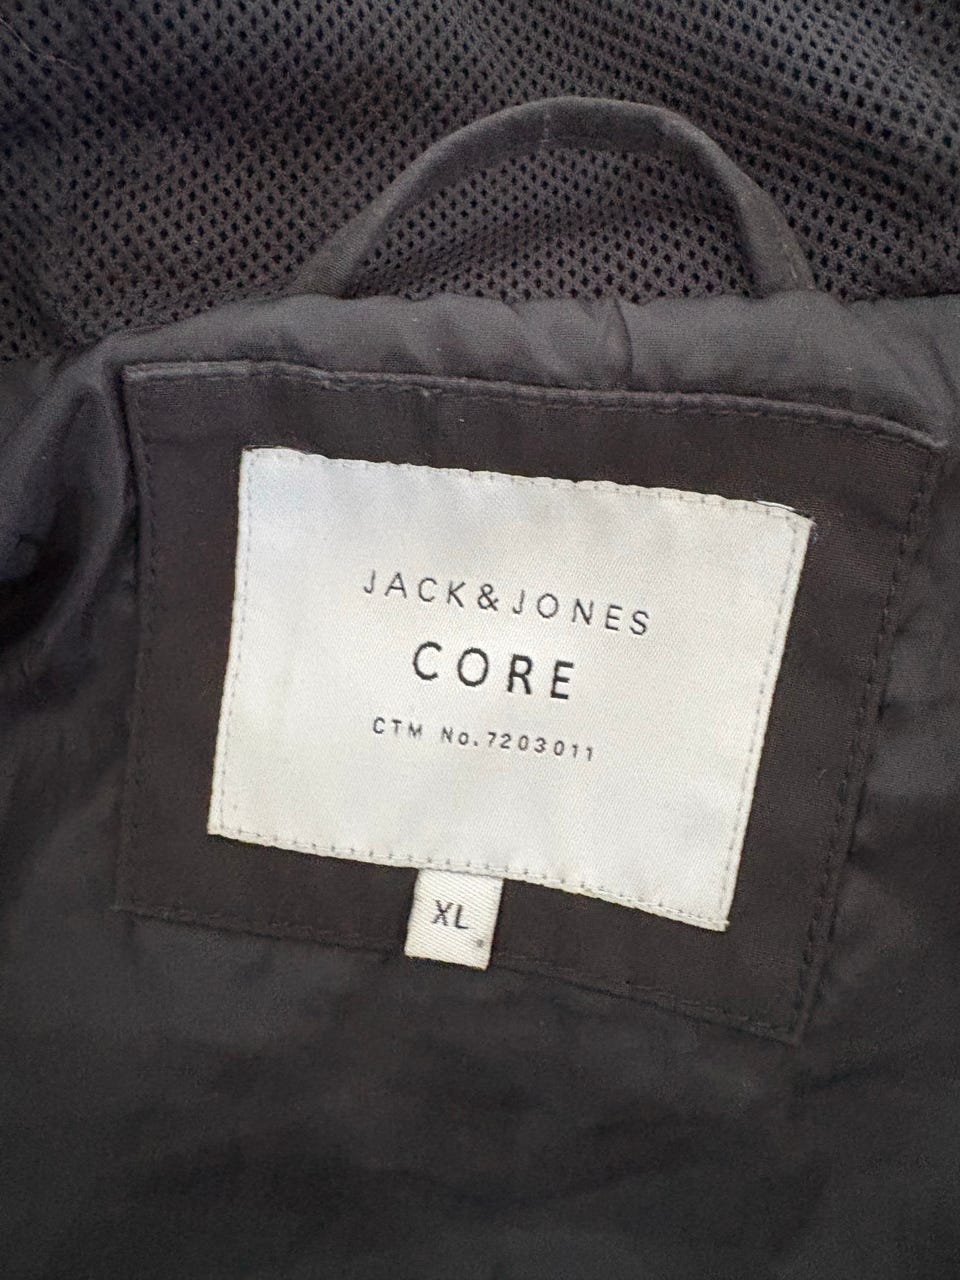 JACK&JONES
CORE
CTM No.7203011
XL